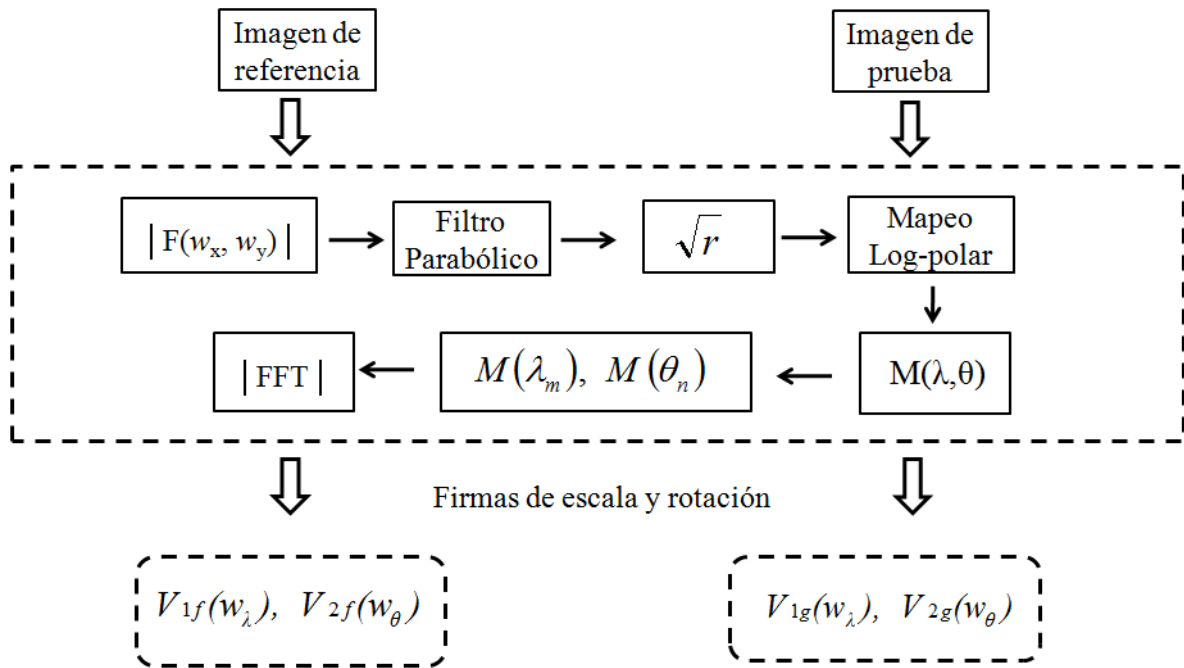 Imagen de
referencia
Imagen de
prueba
| F(wx, wy) |
Filtro
Parabólico
√r
Mapeo
Log-polar
| FFT |
M(λm), M(θn)
M(λ,θ)
Firmas de escala y rotación
V1f(wλ), V2f(wθ)
V1g(wλ), V2g(wθ)